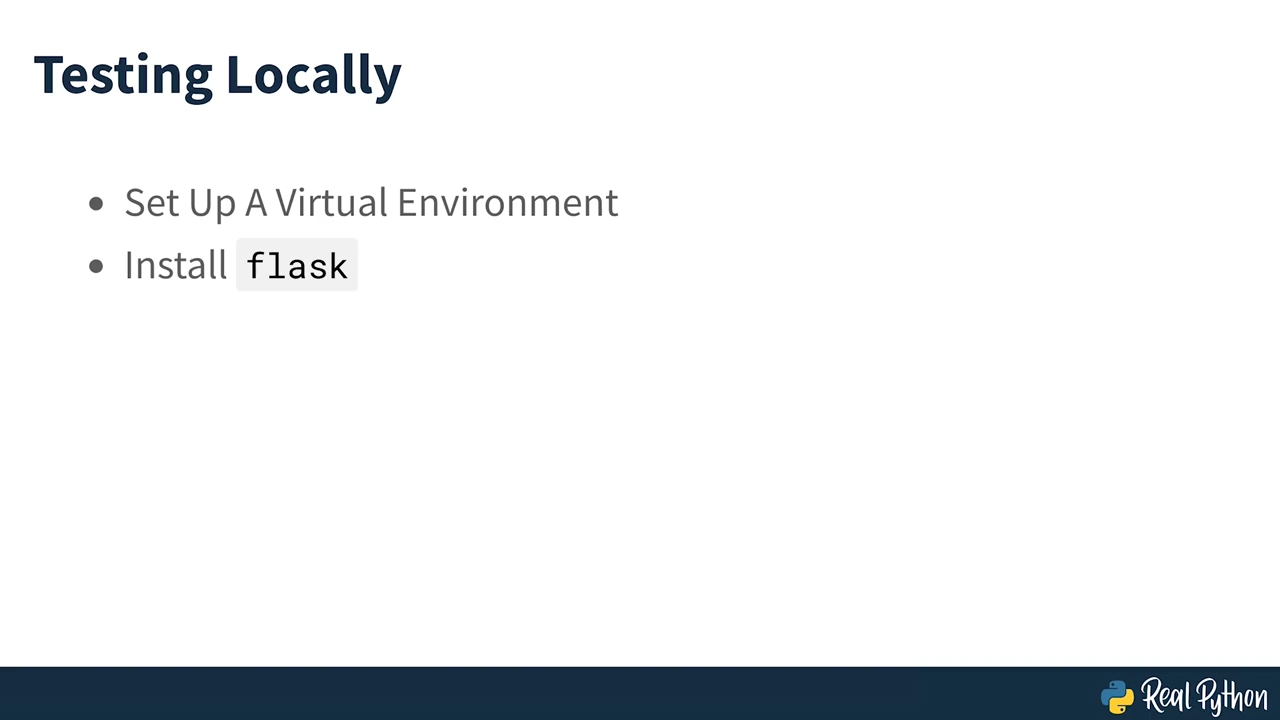 Testing Locally
• Set Up A Virtual Environment
• Install flask
Real Python